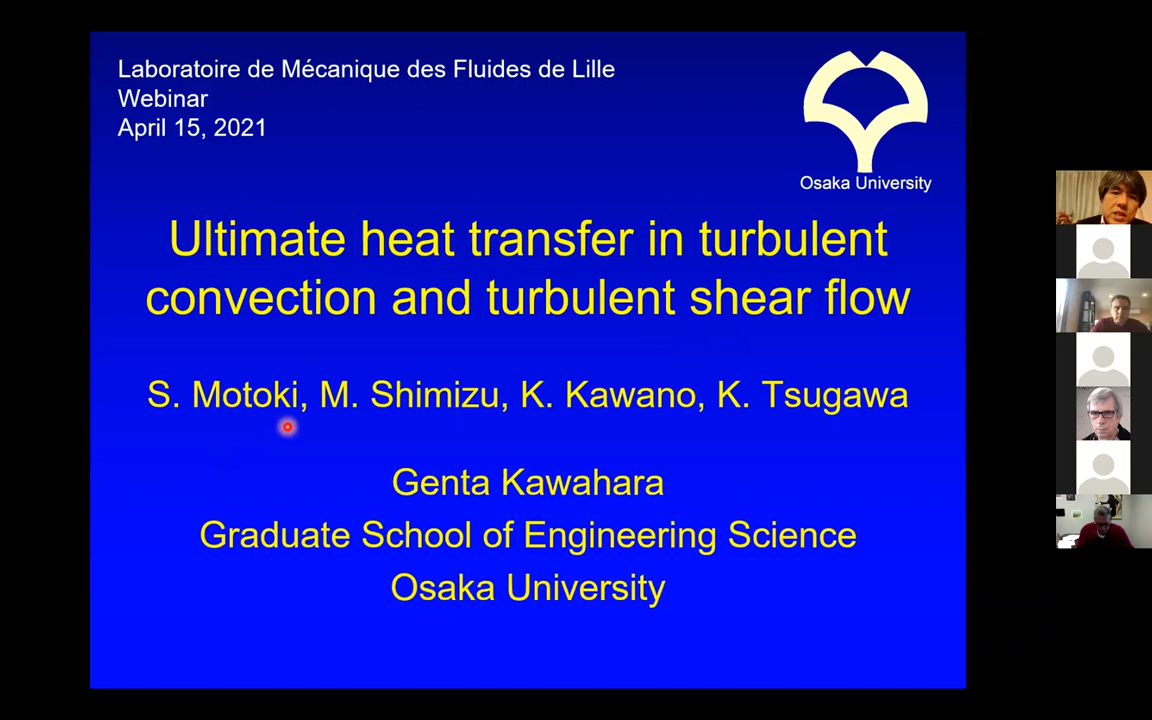 Laboratoire de Mécanique des Fluides de Lille
Webinar
April 15, 2021
Osaka University
Ultimate heat transfer in turbulent
convection and turbulent shear flow
S. Motoki, M. Shimizu, K. Kawano, K. Tsugawa
Genta Kawahara
Graduate School of Engineering Science
Osaka University